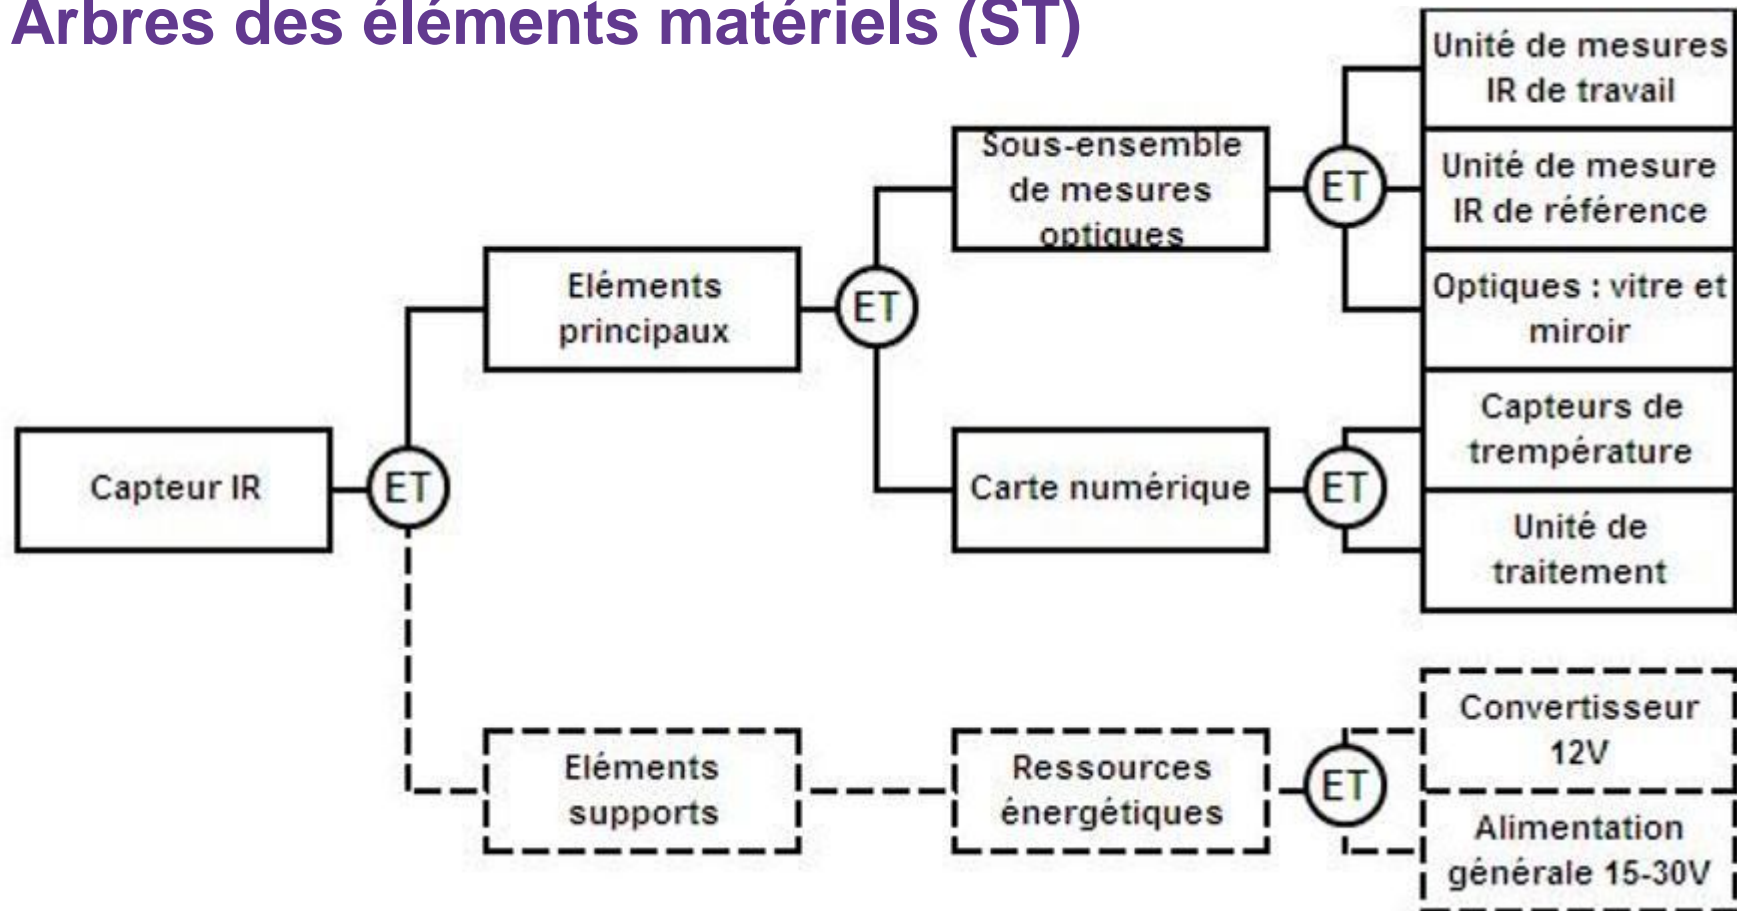 Arbres des éléments matériels (ST)
Unité de mesures
IR de travail
Sous-ensemble
de mesures
optiques
ET
Unité de mesure
IR de référence
Eléments
principaux
ET
Optiques : vitre et
miroir
Capteur IR
ET
Carte numérique
ET
Capteurs de
trempérature
Unité de
traitement
Eléments
supports
Ressources
énergétiques
ET
Convertisseur
12V
Alimentation
générale 15-30V